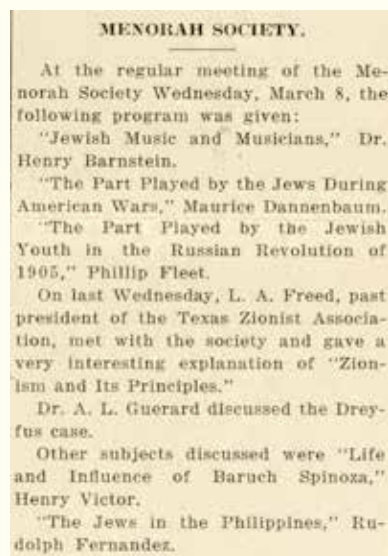 MENORAH SOCIETY.
At the regular meeting of the Me-
norah Society Wednesday, March 8, the
following program was given:
"Jewish Music and Musicians," Dr.
Henry Barnstein.
"The Part Played by the Jews During
American Wars," Maurice Dannenbaum.
"The Part Played by the Jewish
Youth in the Russian Revolution of
1905," Phillip Fleet.
On last Wednesday, L. A. Freed, past
president of the Texas Zionist Associa-
tion, met with the society and gave a
very interesting explanation of "Zion-
ism and Its Principles."
Dr. A. L. Guerard discussed the Drey-
fus case.
Other subjects discussed were "Life
and Influence of Baruch Spinoza,"
Henry Victor.
"The Jews in the Philippines," Ru-
dolph Fernandez.